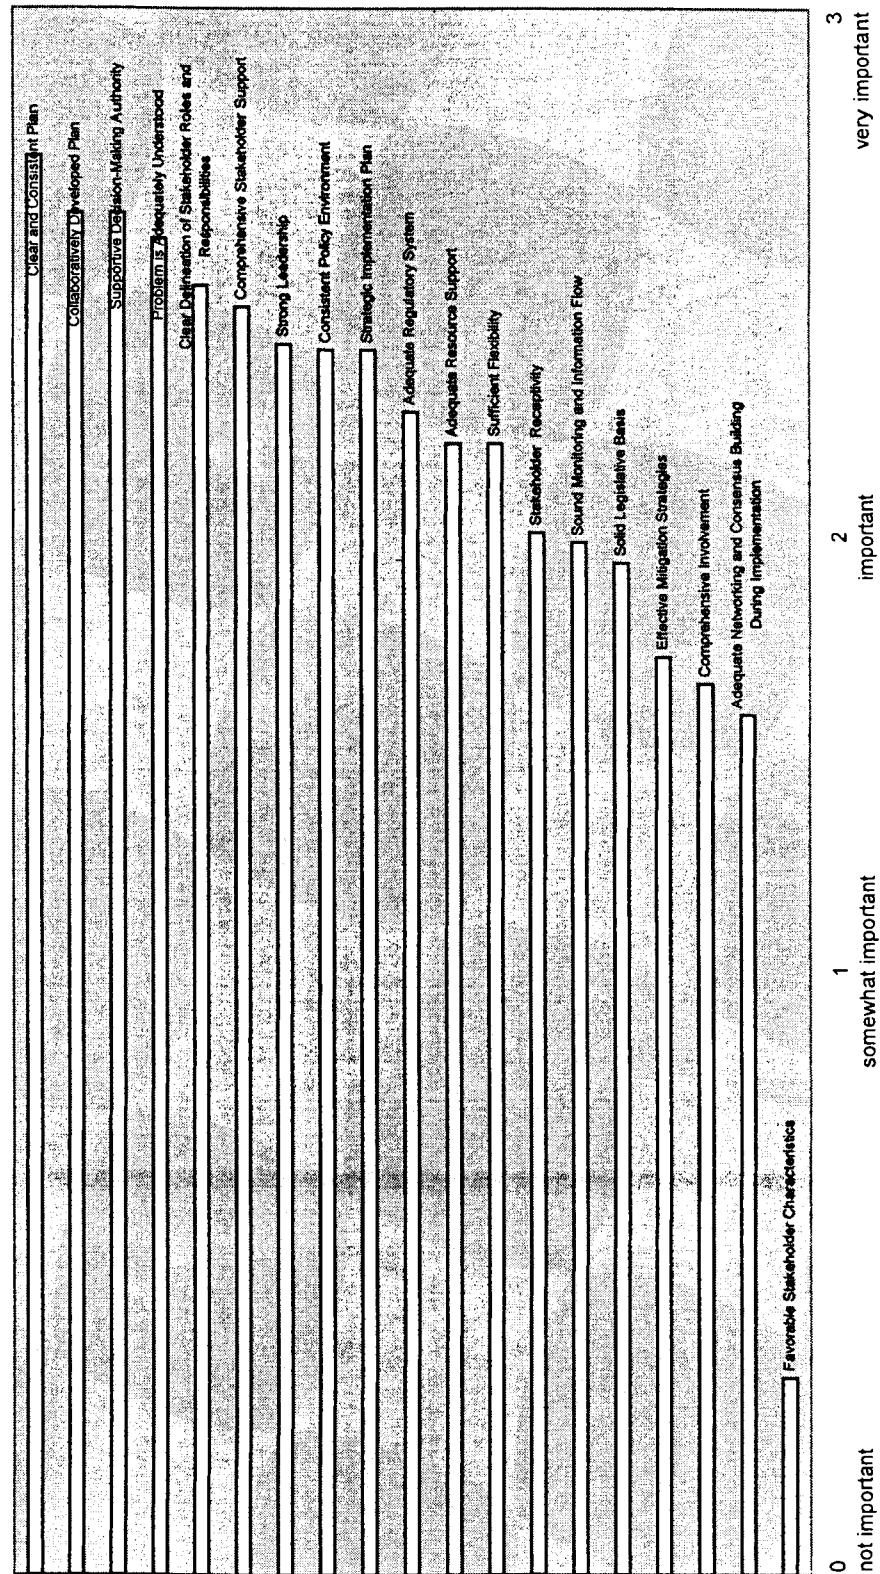 Clear and Consistent Plan
Collaboratively Developed Plan
Supportive Decision-Making Authority
Problem is Adequately Understood
Clear Delineation of Stakeholder Roles and
Responsibilities
Comprehensive Stakeholder Support
Strong Leadership
Consistent Policy Environment
Strategic Implementation Plan
Adequate Regulatory System
Adequate Resource Support
Sufficient Flexibility
Stakeholder Receptivity
Sound Monitoring and Information Flow
Solid Legislative Basis
Effective Mitigation Strategies
Comprehensive Involvement
Adequate Networking and Consensus Building
During Implementation
Favorable Stakeholder Characteristics
0
1
2
3
not important
somewhat important
important
very important